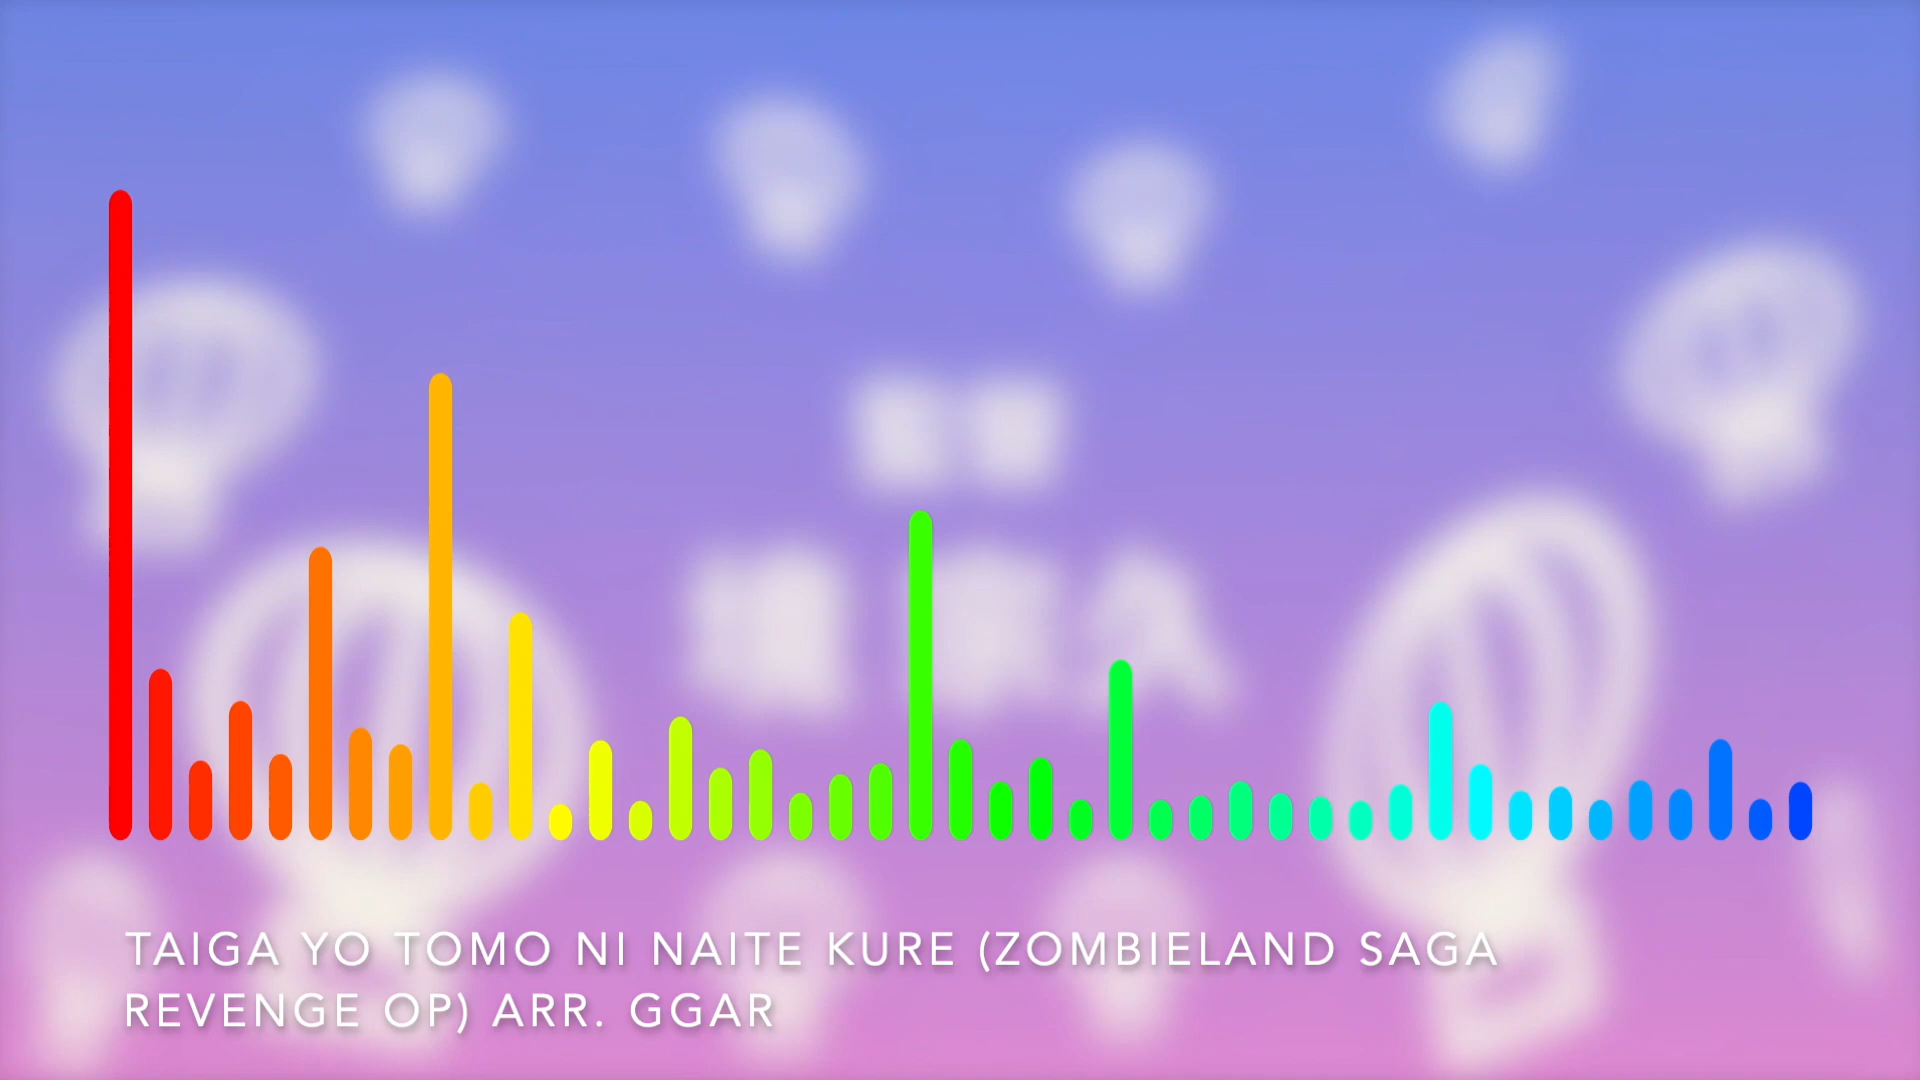 TAIGA YO TOMO NI NAITE KURE (ZOMBIELAND SAGA
REVENGE OP) ARR. GGAR